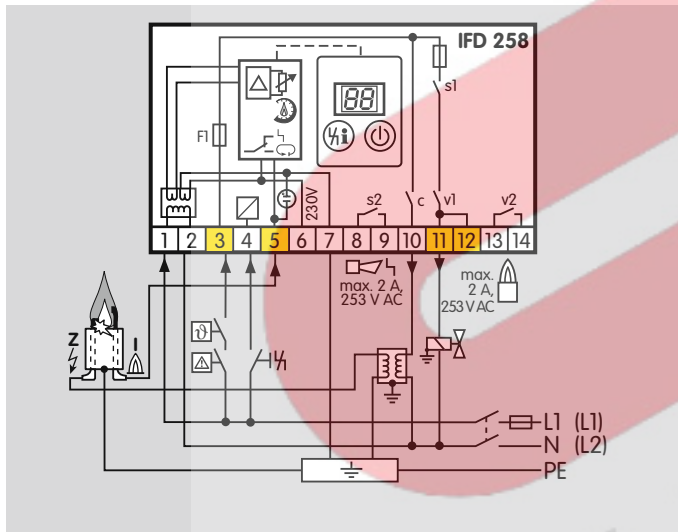 IFD 258
s1
88
F1
i
230V
s2
c
v1
v2
1 2 3 4 5 6 7 8 9 10 11 12 13 14
max.
2 A,
253 V AC
max.
2 A,
253 V AC
ϑ
Z
I
L1 (L1)
N (L2)
PE